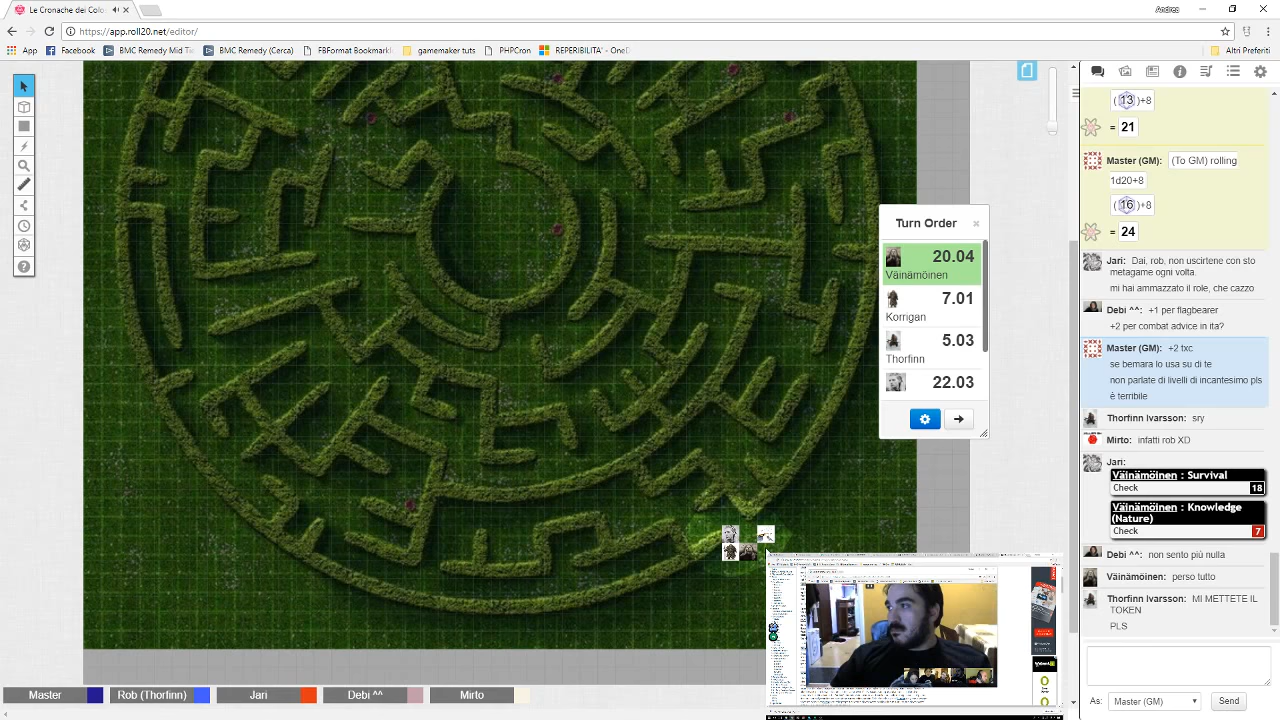 Le Cronache dei Colo
Andrea
https://app.roll20.net/editor/
App
Facebook
BMC Remedy Mid Ti
BMC Remedy (Cerca)
FBFormat Bookmark
gamemaker tuts
PHPCron
REPERIBILITA' - OneD
Altri Preferiti
(13)+8
= 21
Master (GM): (To GM) rolling
1d20+8
(16)+8
= 24
Jari: Dai, rob, non uscirtene con sto
metagame ogni volta.
mi hai ammazzato il role, che cazzo
Debi ^^: +1 per flagbearer
+2 per combat advice in ita?
Master (GM): +2 txc
se bemara lo usa su di te
non parlate di livelli di incantesimo pls
è terribile
Thorfinn Ivarsson: sry
Mirto: infatti rob XD
Jari:
Väinämöinen : Survival
Check 18
Väinämöinen : Knowledge
(Nature)
Check 7
Debi ^^: non sento più nulla
Väinämöinen: perso tutto
Thorfinn Ivarsson: MI METTETE IL
TOKEN
PLS
As: Master (GM) Send
Turn Order
20.04
Väinämöinen
7.01
Korrigan
5.03
Thorfinn
22.03
Master
Rob (Thorfinn)
Jari
Debi ^^
Mirto